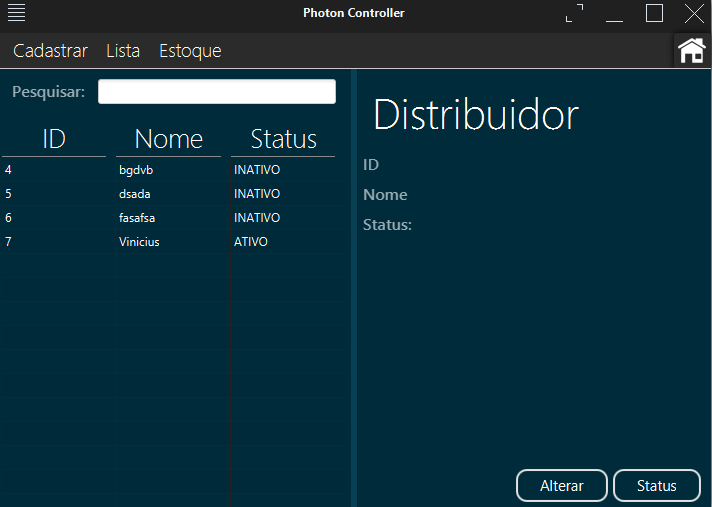 Photon Controller
Cadastrar Lista Estoque
Pesquisar:
ID Nome Status
4 bgdvb INATIVO
5 dsada INATIVO
6 fasafsa INATIVO
7 Vinicius ATIVO
Distribuidor
ID
Nome
Status:
Alterar Status